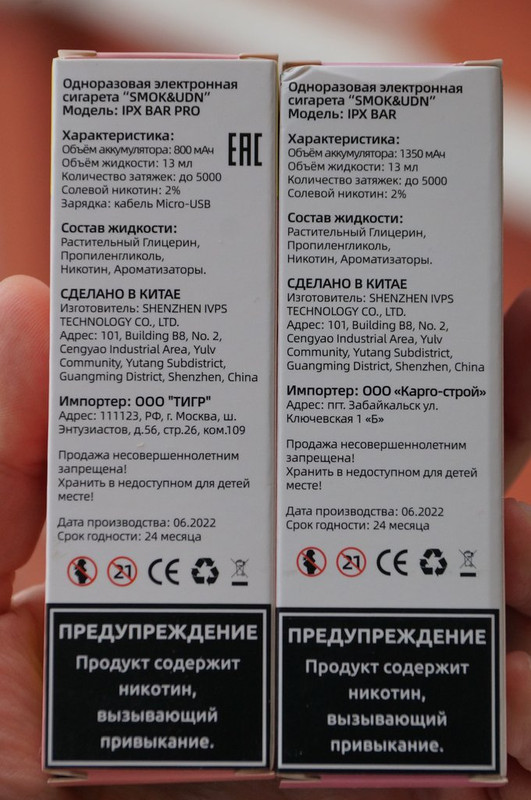 Одноразовая электронная
сигарета “SMOK&UDN”
Модель: IPX BAR PRO
Характеристика:
Объём аккумулятора: 800 мАч
Объём жидкости: 13 мл
Количество затяжек: до 5000
Солевой никотин: 2%
Зарядка: кабель Micro-USB
EAC
Состав жидкости:
Растительный Глицерин,
Пропиленгликоль,
Никотин, Ароматизаторы.
СДЕЛАНО В КИТАЕ
Изготовитель: SHENZHEN IVPS
TECHNOLOGY CO., LTD.
Адрес: 101, Building B8, No. 2,
Cengyao Industrial Area, Yulv
Community, Yutang Subdistrict,
Guangming District, Shenzhen, China
Импортер: ООО "ТИГР"
Адрес: 111123, РФ, г. Москва, ш.
Энтузиастов, д.56, стр.26, ком.109
Продажа несовершеннолетним
запрещена!
Хранить в недоступном для детей
месте!
Дата производства: 06.2022
Срок годности: 24 месяца
21
CE
ПРЕДУПРЕЖДЕНИЕ
Продукт содержит
никотин,
вызывающий
привыкание.
Одноразовая электронная
сигарета “SMOK&UDN”
Модель: IPX BAR
Характеристика:
Объём аккумулятора: 1350 мАч
Объём жидкости: 13 мл
Количество затяжек: до 5000
Солевой никотин: 2%
Состав жидкости:
Растительный Глицерин,
Пропиленгликоль,
Никотин, Ароматизаторы.
СДЕЛАНО В КИТАЕ
Изготовитель: SHENZHEN IVPS
TECHNOLOGY CO., LTD.
Адрес: 101, Building B8, No. 2,
Cengyao Industrial Area, Yulv
Community, Yutang Subdistrict,
Guangming District, Shenzhen, China
Импортер: ООО «Карго-строй»
Адрес: пгт. Забайкальск ул.
Ключевская 1 «Б»
Продажа несовершеннолетним
запрещена!
Хранить в недоступном для детей
месте!
Дата производства: 06.2022
Срок годности: 24 месяца
21
CE
ПРЕДУПРЕЖДЕНИЕ
Продукт содержит
никотин,
вызывающий
привыкание.